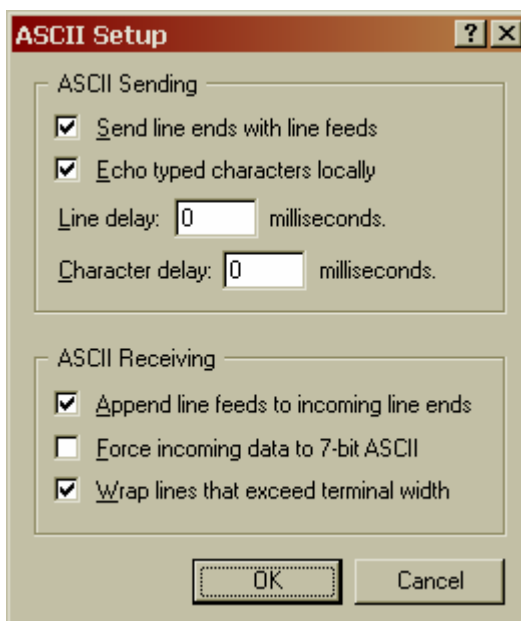 ASCII Setup
ASCII Sending
Send line ends with line feeds
Echo typed characters locally
Line delay: 0 milliseconds.
Character delay: 0 milliseconds.
ASCII Receiving
Append line feeds to incoming line ends
Force incoming data to 7-bit ASCII
Wrap lines that exceed terminal width
OK Cancel